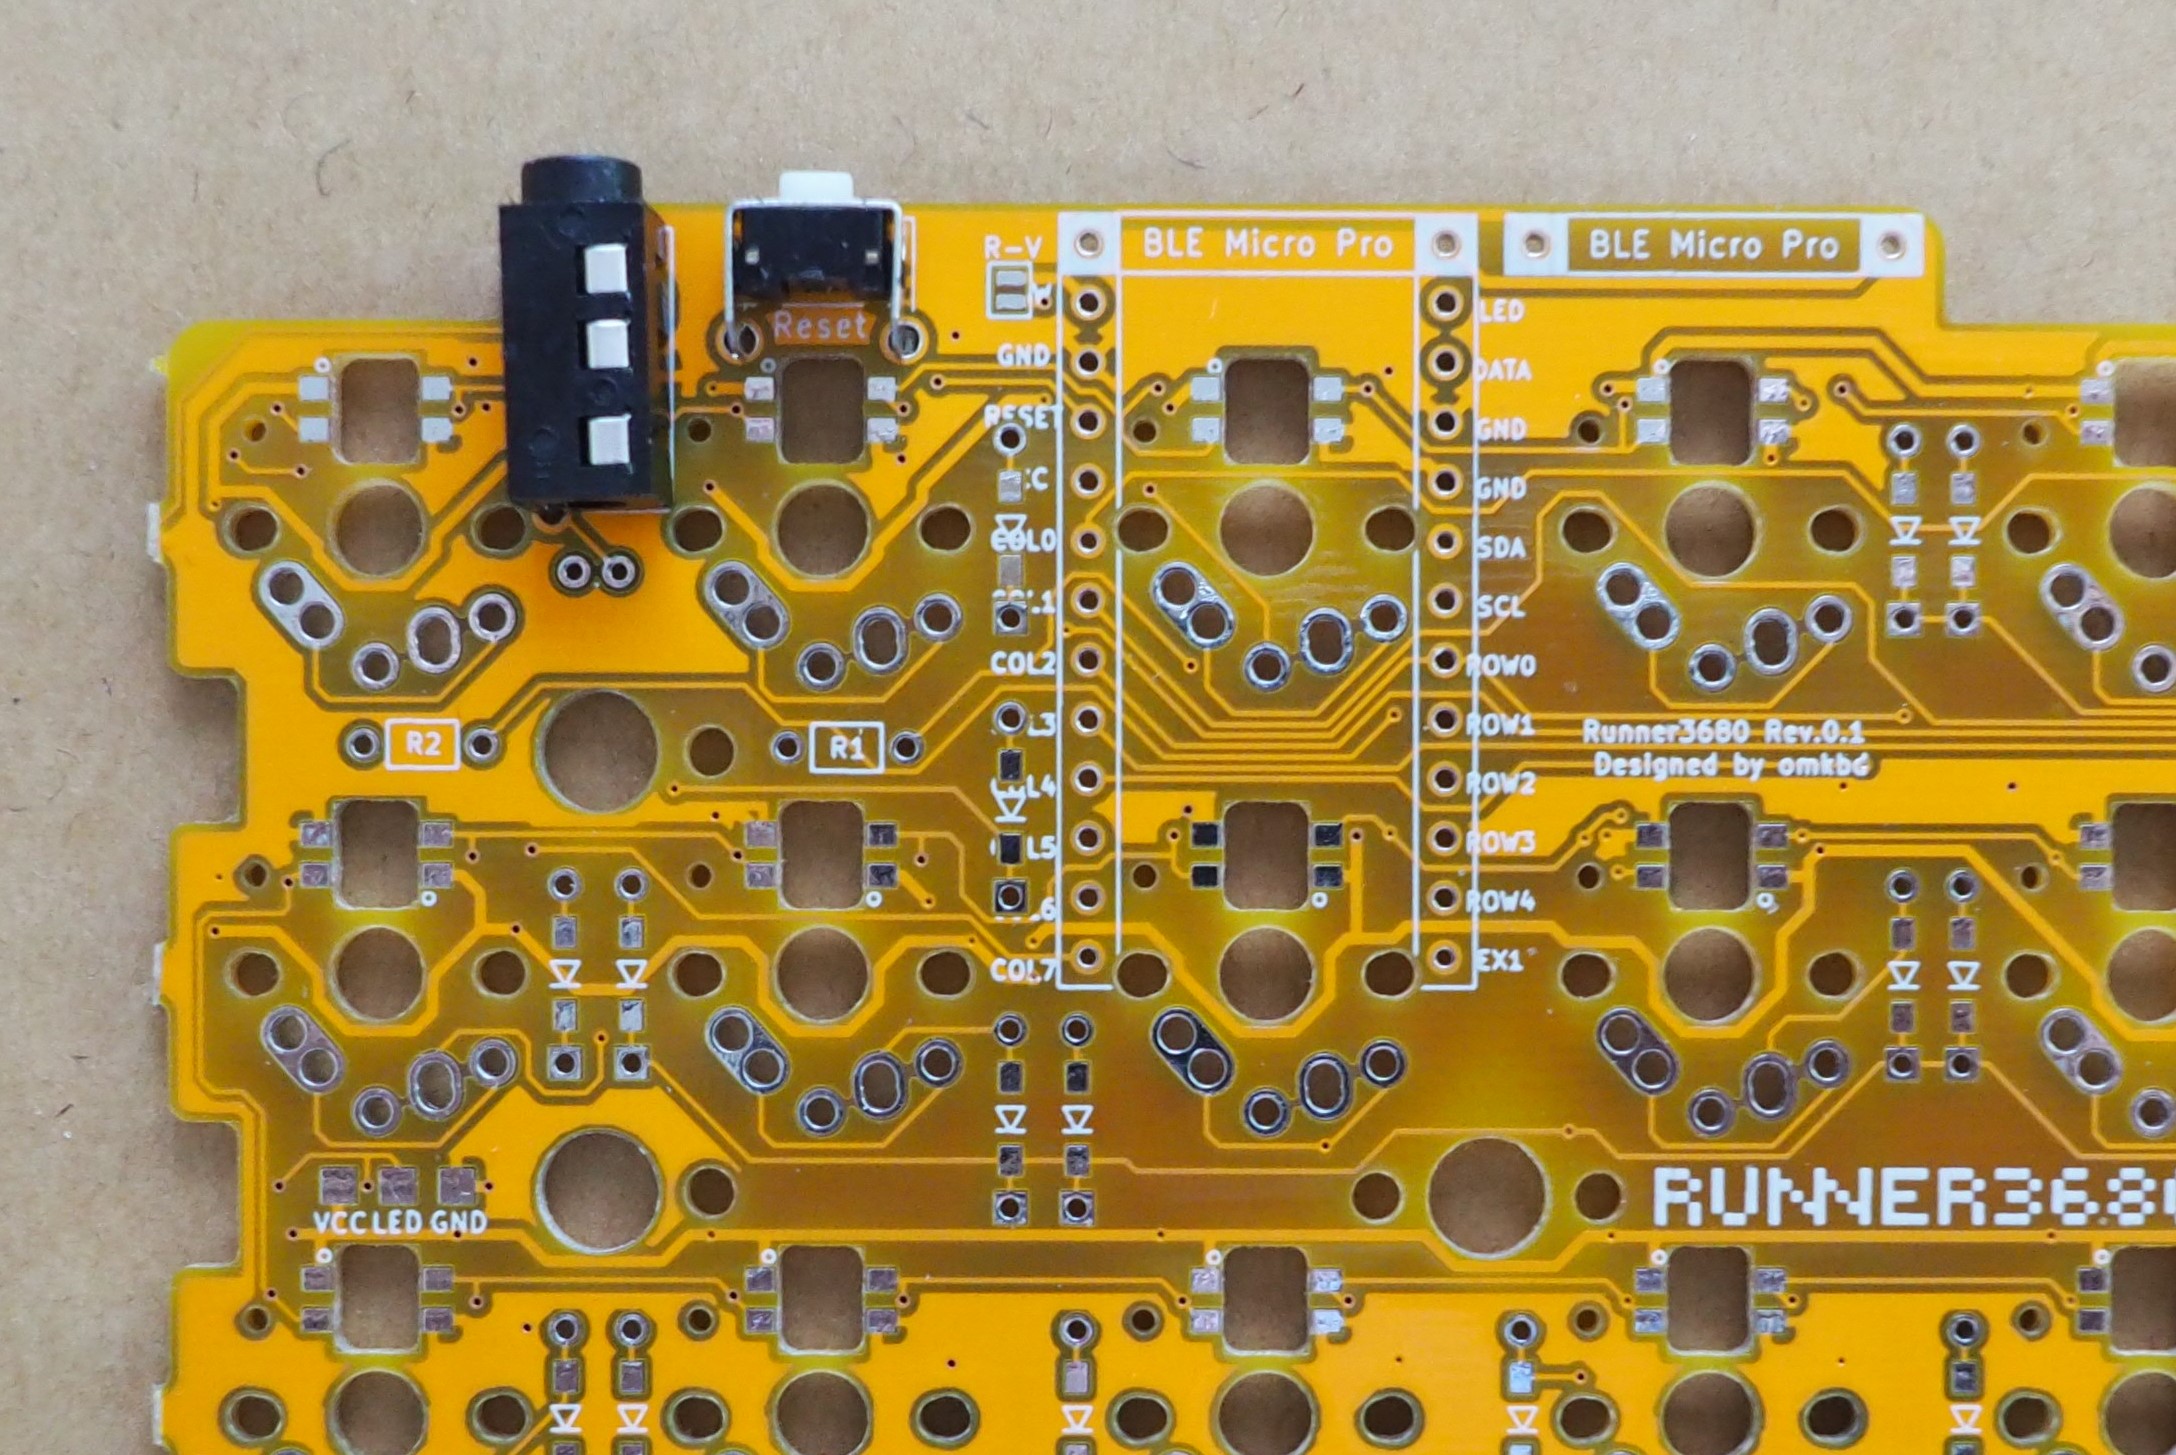 R-V
BLE Micro Pro
BLE Micro Pro
Reset
LED
GND
DATA
RESET
GND
GND
COL0
SDA
SCL
COL2
ROW0
R2
R1
ROW1
Runner3680 Rev.0.1
Designed by omkbd
ROW2
ROW3
ROW4
COL7
EX1
VCC LED GND
RUNNER368